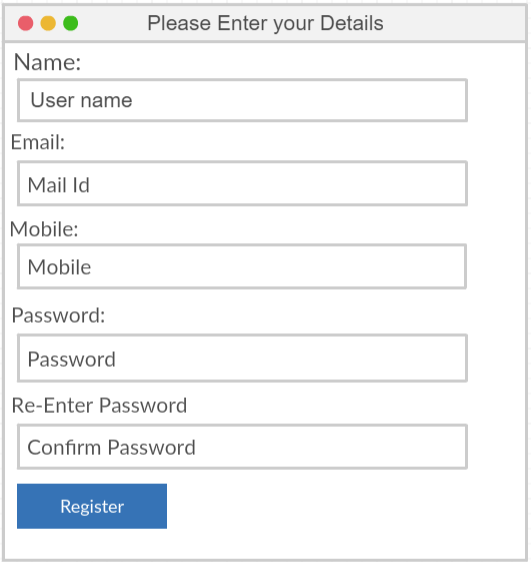 Please Enter your Details
Name:
User name
Email:
Mail Id
Mobile:
Mobile
Password:
Password
Re-Enter Password
Confirm Password
Register